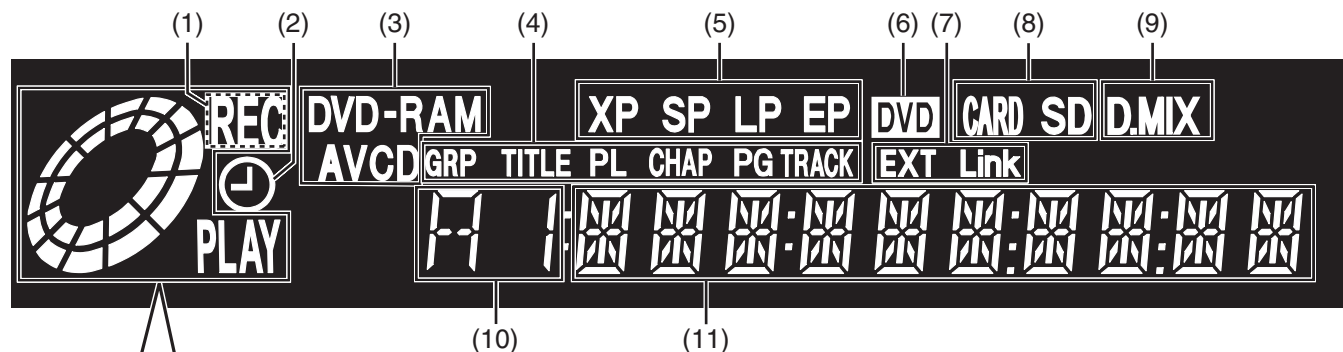 (1) (2) (3) (4) (5) (6) (7) (8) (9)
REC DVD-RAM XP SP LP EP DVD CARD SD D.MIX
AVCD GRP TITLE PL CHAP PG TRACK EXT Link
PLAY A 1:
(10) (11)